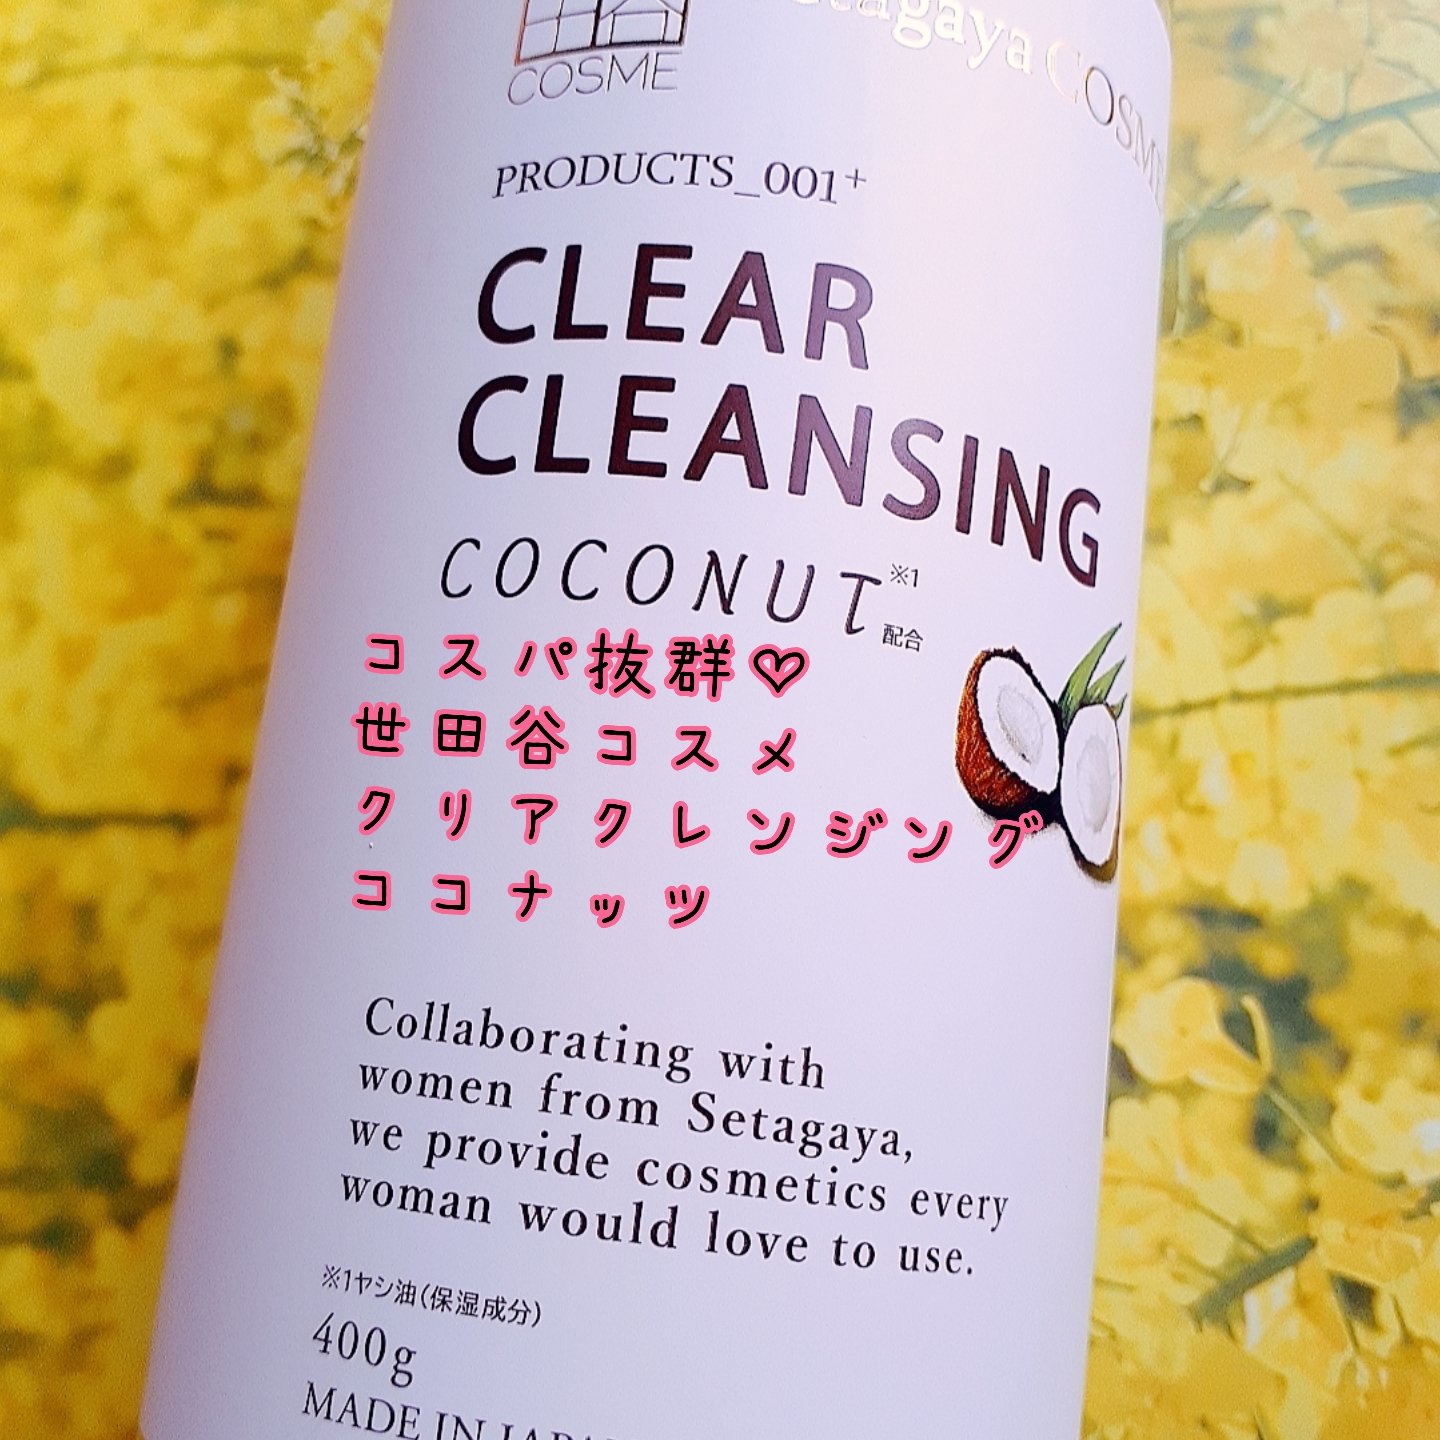 COSME
Setagaya COSME
PRODUCTS_001+
CLEAR
CLEANSING
COCONUT※1
配合
コスパ抜群♡
世田谷コスメ
クリアクレンジング
ココナッツ
Collaborating with
women from Setagaya,
we provide cosmetics every
woman would love to use.
※1ヤシ油(保湿成分)
400g
MADE IN JAPAN